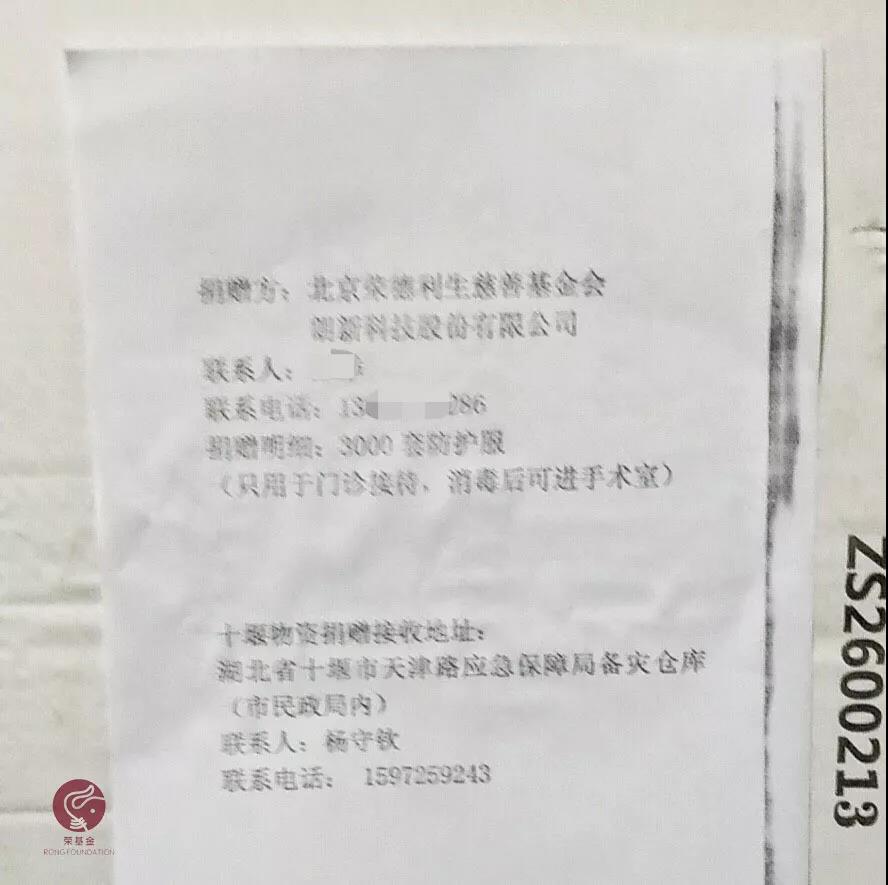 捐赠方：北京荣德利生慈善基金会
朗新科技股份有限公司
联系人：
联系电话：13 286
捐赠明细：3000 套防护服
（只用于门诊接待，消毒后可进手术室）
十堰物资捐赠接收地址：
湖北省十堰市天津路应急保障局备灾仓库
（市民政局内）
联系人：杨守钦
联系电话： 1597259243
ZS2600213
荣基金
RONG FOUNDATION